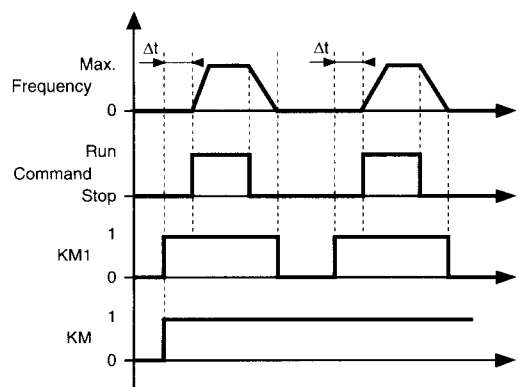 Δt
Δt
Max.
Frequency
0
Run
Command
Stop
1
KM1
0
1
KM
0